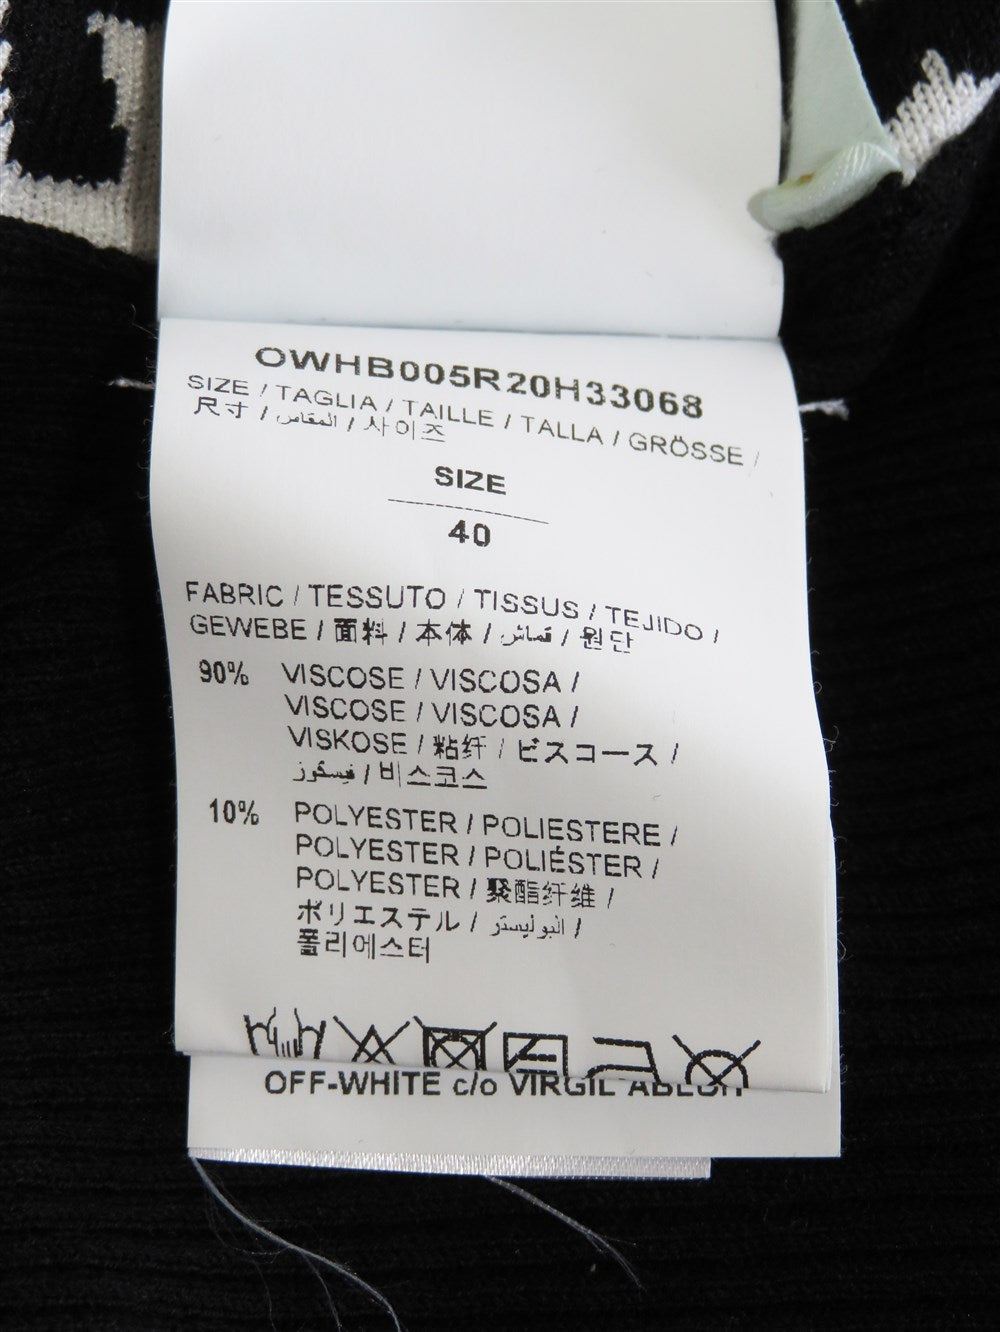 OWHB005R20H33068
SIZE / TAGLIA / TAILLE / TALLA / GRÖSSE /
尺寸 / المقاس / 사이즈
SIZE
40
FABRIC / TESSUTO / TISSUS / TEJIDO /
GEWEBE / 面料 / 本体 / قماش / 원단
90% VISCOSE / VISCOSA /
VISCOSE / VISCOSA /
VISKOSE / 粘纤 / ビスコース /
فيسكوز / 비스코스
10% POLYESTER / POLIESTERE /
POLYESTER / POLIÉSTER /
POLYESTER / 聚酯纤维 /
ポリエステル / البوليستر /
폴리에스터
OFF-WHITE c/o VIRGIL ABLOH